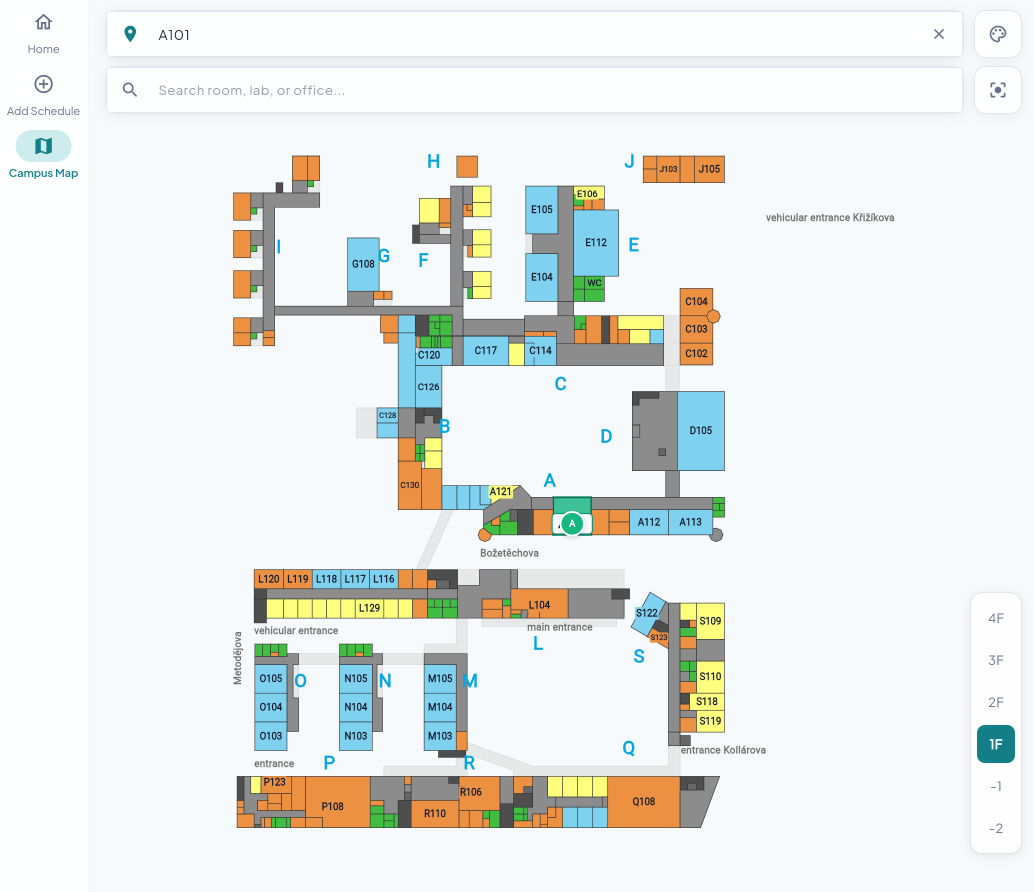 Home
Add Schedule
Campus Map
A101
Search room, lab, or office...
H
J
J103
J105
E106
E105
vehicular entrance Křižíkova
E112
E
I
G
F
G108
E104
WC
C104
C103
C102
C120
C117
C114
C
C126
C128
B
D
D105
C130
A
A121
A
A112
A113
Božetěchova
L120
L119
L118
L117
L116
L129
L104
S122
S109
S123
vehicular entrance
main entrance
L
S
Metodějova
O105
O
N105
N
M105
M
S110
O104
N104
M104
S118
S119
O103
N103
M103
Q
entrance Kollárova
entrance
P
R
P123
P108
R106
R110
Q108
4F
3F
2F
1F
-1
-2